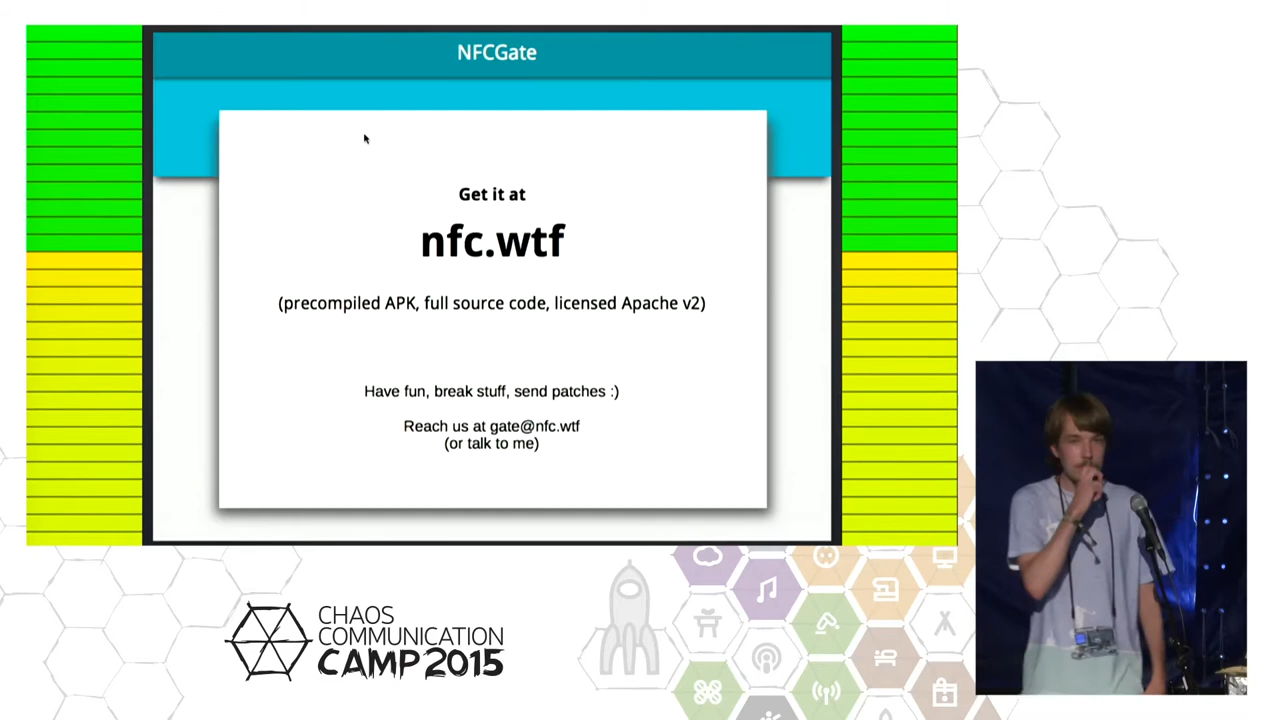 NFCGate
Get it at
nfc.wtf
(precompiled APK, full source code, licensed Apache v2)
Have fun, break stuff, send patches :)
Reach us at gate@nfc.wtf
(or talk to me)
CHAOS
COMMUNICATION
CAMP 2015